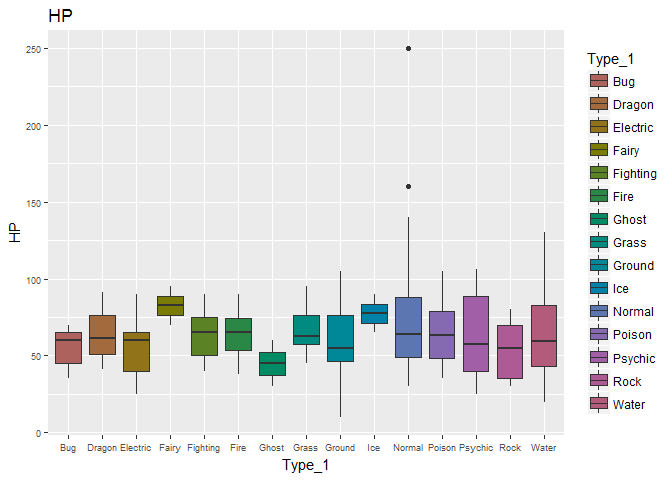 HP
250
200
150
100
50
0
HP
Bug Dragon Electric Fairy Fighting Fire Ghost Grass Ground Ice Normal Poison Psychic Rock Water
Type_1
Type_1
Bug
Dragon
Electric
Fairy
Fighting
Fire
Ghost
Grass
Ground
Ice
Normal
Poison
Psychic
Rock
Water